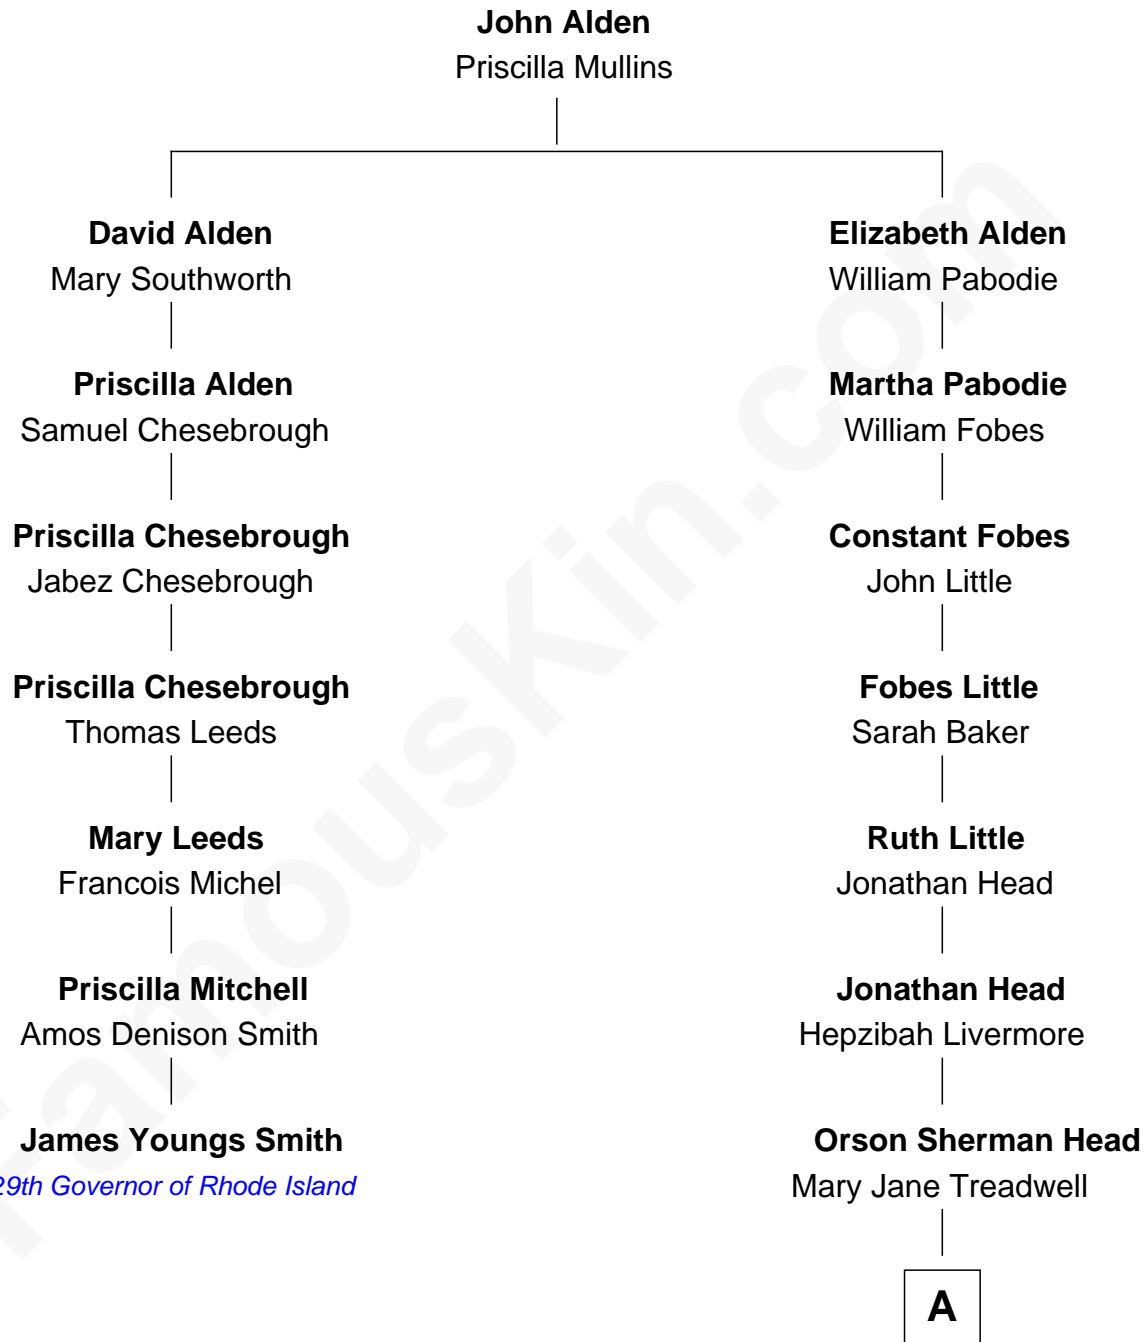 John Alden
Priscilla Mullins
David Alden
Mary Southworth
Elizabeth Alden
William Pabodie
Priscilla Alden
Samuel Chesebrough
Martha Pabodie
William Fobes
Priscilla Chesebrough
Jabez Chesebrough
Constant Fobes
John Little
Priscilla Chesebrough
Thomas Leeds
Fobes Little
Sarah Baker
Mary Leeds
Francois Michel
Ruth Little
Jonathan Head
Priscilla Mitchell
Amos Denison Smith
Jonathan Head
Hepzibah Livermore
James Youngs Smith
29th Governor of Rhode Island
Orson Sherman Head
Mary Jane Treadwell
A
FamousKin.com